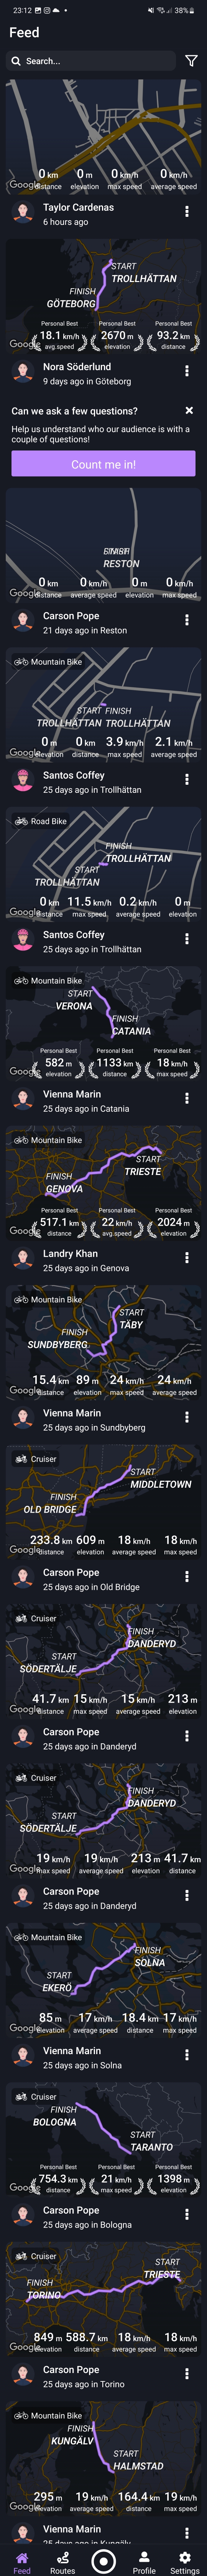 23:12 38%
Feed
Search...
0 km 0 m 0 km/h 0 km/h
distance elevation max speed average speed
Google
Taylor Cardenas
6 hours ago
START
TROLLHÄTTAN
FINISH
GÖTEBORG
Personal Best Personal Best Personal Best
18.1 km/h 2670 m 93.2 km
avg.speed elevation distance
Google
Nora Söderlund
9 days ago in Göteborg
Can we ask a few questions?
Help us understand who our audience is with a
couple of questions!
Count me in!
RESTON
0 km 0 km/h 0 m 0 km/h
distance average speed elevation max speed
Google
Carson Pope
21 days ago in Reston
Mountain Bike
START FINISH
TROLLHÄTTAN TROLLHÄTTAN
0 m 0 km 3.9 km/h 2.1 km/h
elevation distance max speed average speed
Google
Santos Coffey
25 days ago in Trollhättan
Road Bike
FINISH
TROLLHÄTTAN
START
TROLLHÄTTAN
0 km 11.5 km/h 0.2 km/h 0 m
distance max speed average speed elevation
Google
Santos Coffey
25 days ago in Trollhättan
Mountain Bike
START
VERONA
FINISH
CATANIA
Personal Best Personal Best Personal Best
582 m 1133 km 18 km/h
elevation distance max speed
Google
Vienna Marin
25 days ago in Catania
Mountain Bike
START
TRIESTE
FINISH
GENOVA
Personal Best Personal Best Personal Best
517.1 km 22 km/h 2024 m
distance avg.speed elevation
Google
Landry Khan
25 days ago in Genova
Mountain Bike
START
TÄBY
FINISH
SUNDBYBERG
15.4 km 89 m 24 km/h 24 km/h
distance elevation max speed average speed
Google
Vienna Marin
25 days ago in Sundbyberg
Cruiser
START
MIDDLETOWN
FINISH
OLD BRIDGE
233.8 km 609 m 18 km/h 18 km/h
distance elevation average speed max speed
Google
Carson Pope
25 days ago in Old Bridge
Cruiser
FINISH
DANDERYD
START
SÖDERTÄLJE
41.7 km 15 km/h 15 km/h 213 m
distance max speed average speed elevation
Google
Carson Pope
25 days ago in Danderyd
Cruiser
FINISH
DANDERYD
START
SÖDERTÄLJE
19 km/h 19 km/h 213 m 41.7 km
max speed average speed elevation distance
Google
Carson Pope
25 days ago in Danderyd
Mountain Bike
FINISH
SOLNA
START
EKERÖ
85 m 17 km/h 18.4 km 17 km/h
elevation average speed distance max speed
Google
Vienna Marin
25 days ago in Solna
Cruiser
FINISH
BOLOGNA
START
TARANTO
Personal Best Personal Best Personal Best
754.3 km 21 km/h 1398 m
distance max speed elevation
Google
Carson Pope
25 days ago in Bologna
Cruiser
START
TRIESTE
FINISH
TORINO
849 m 588.7 km 18 km/h 18 km/h
elevation distance average speed max speed
Google
Carson Pope
25 days ago in Torino
Mountain Bike
FINISH
KUNGÄLV
START
HALMSTAD
295 m 19 km/h 164.4 km 19 km/h
elevation average speed distance max speed
Google
Vienna Marin
25 days ago in Kungälv
Feed Routes Profile Settings